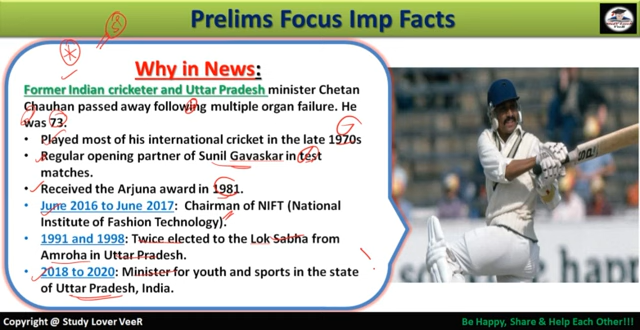 Prelims Focus Imp Facts
Why in News:
Former Indian cricketer and Uttar Pradesh minister Chetan
Chauhan passed away following multiple organ failure. He
was 73.
• Played most of his international cricket in the late 1970s
• Regular opening partner of Sunil Gavaskar in test
matches.
• Received the Arjuna award in 1981.
• June 2016 to June 2017: Chairman of NIFT (National
Institute of Fashion Technology).
• 1991 and 1998: Twice elected to the Lok Sabha from
Amroha in Uttar Pradesh.
• 2018 to 2020: Minister for youth and sports in the state
of Uttar Pradesh, India.
Copyright @ Study Lover VeeR
Be Happy, Share & Help Each Other!!!